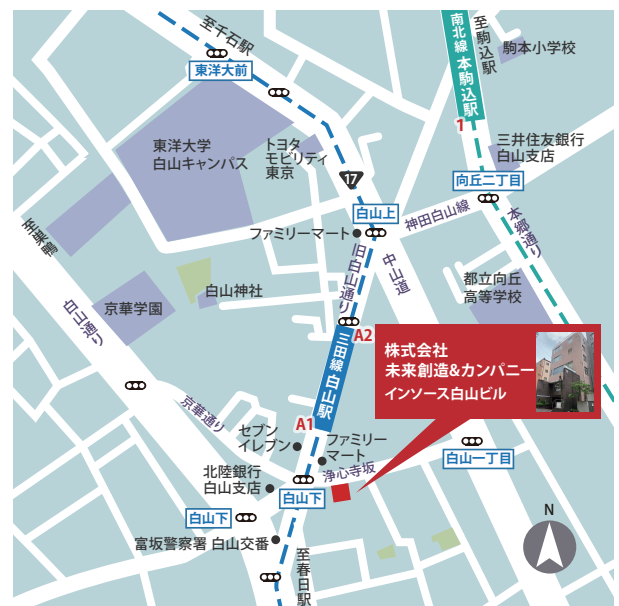 至千石駅
東洋大前
南北線 本駒込駅
1
至駒込駅
駒本小学校
東洋大学
白山キャンパス
トヨタ
モビリティ
東京
三井住友銀行
白山支店
17
向丘二丁目
白山上
神田白山線
ファミリーマート
本郷通り
至巣鴨
旧白山通り
中山道
白山神社
都立向丘
高等学校
京華学園
白山通り
A2
三田線 白山駅
株式会社
未来創造&カンパニー
インソース白山ビル
京華通り
A1
セブン
イレブン
ファミリー
マート
浄心寺坂
白山一丁目
北陸銀行
白山支店
白山下
白山下
富坂警察署 白山交番
至春日駅
N